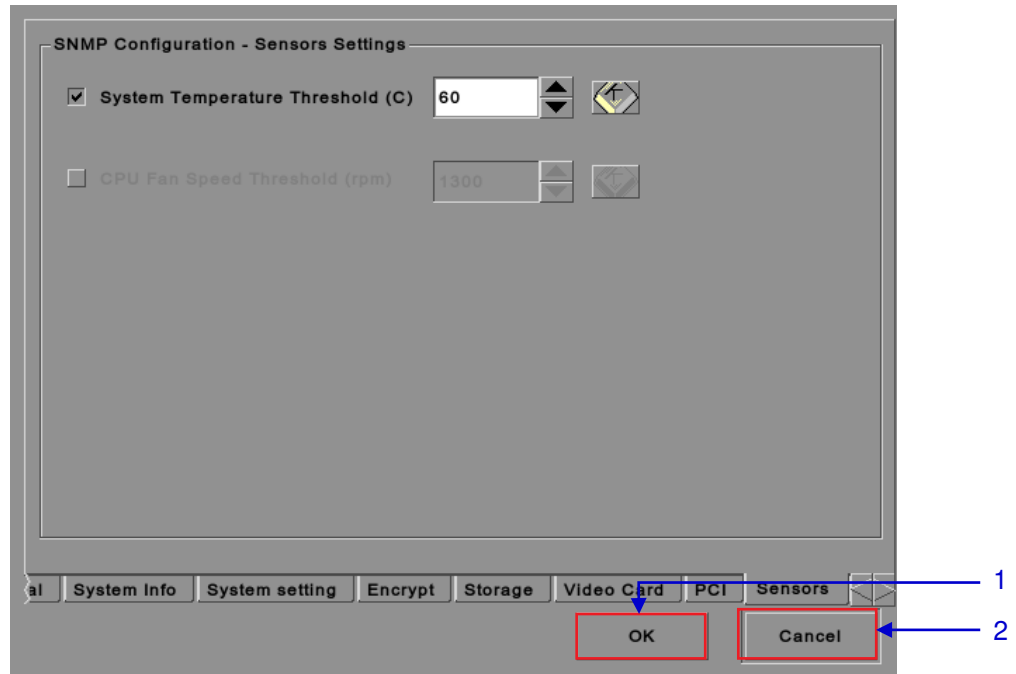 SNMP Configuration - Sensors Settings
System Temperature Threshold (C) 60
CPU Fan Speed Threshold (rpm) 1300
al System Info System setting Encrypt Storage Video Card PCI Sensors
1
OK Cancel 2